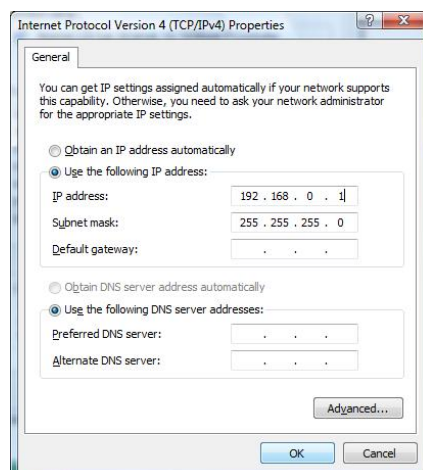 Internet Protocol Version 4 (TCP/IPv4) Properties
General
You can get IP settings assigned automatically if your network supports
this capability. Otherwise, you need to ask your network administrator
for the appropriate IP settings.
Obtain an IP address automatically
Use the following IP address:
IP address: 192 . 168 . 0 . 1
Subnet mask: 255 . 255 . 255 . 0
Default gateway: . . .
Obtain DNS server address automatically
Use the following DNS server addresses:
Preferred DNS server: . . .
Alternate DNS server: . . .
Advanced...
OK Cancel